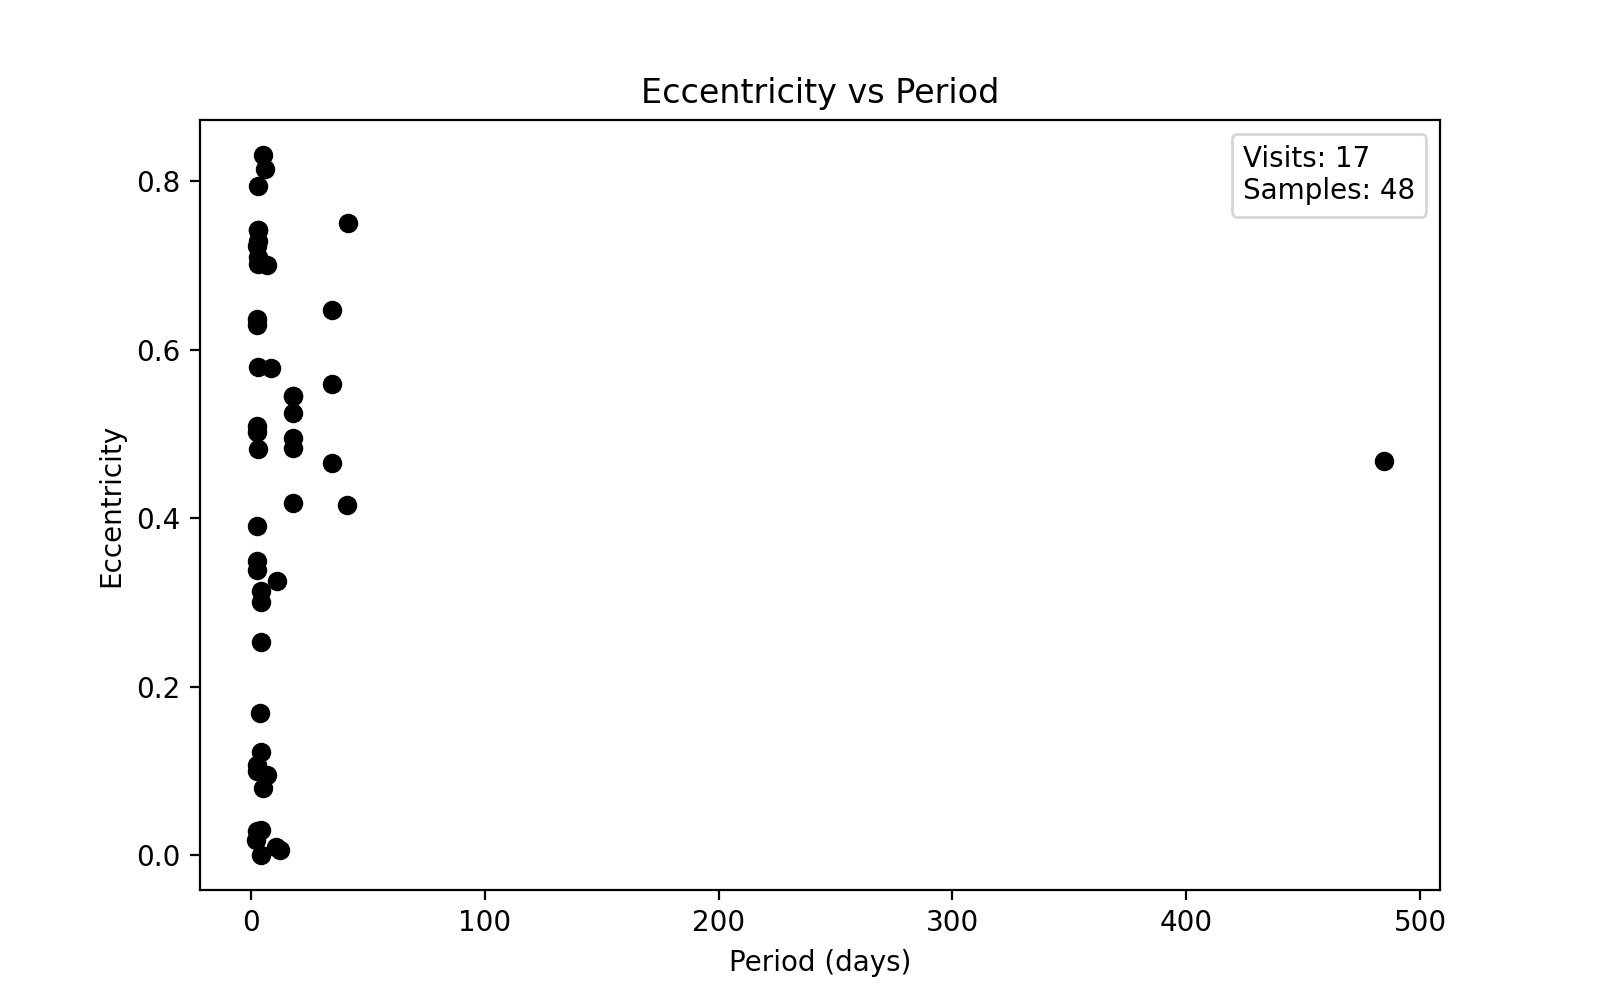 Eccentricity vs Period
Visits: 17
Samples: 48
0.8
0.6
0.4
0.2
0.0
Eccentricity
0 100 200 300 400 500
Period (days)